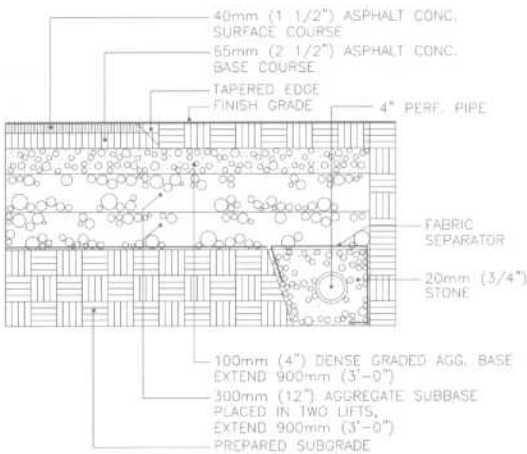 40mm (1 1/2") ASPHALT CONC.
SURFACE COURSE
65mm (2 1/2") ASPHALT CONC.
BASE COURSE
TAPERED EDGE
FINISH GRADE
4" PERF. PIPE
FABRIC
SEPARATOR
20mm (3/4")
STONE
100mm (4") DENSE GRADED AGG. BASE
EXTEND 900mm (3'-0")
300mm (12") AGGREGATE SUBBASE
PLACED IN TWO LIFTS,
EXTEND 900mm (3'-0")
PREPARED SUBGRADE